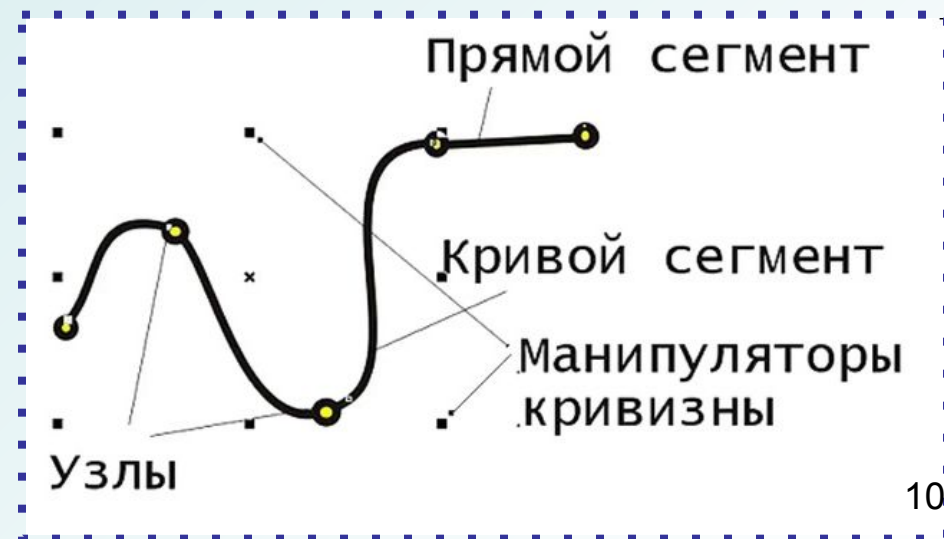 Прямой сегмент
Кривой сегмент
Манипуляторы
кривизны
Узлы
10